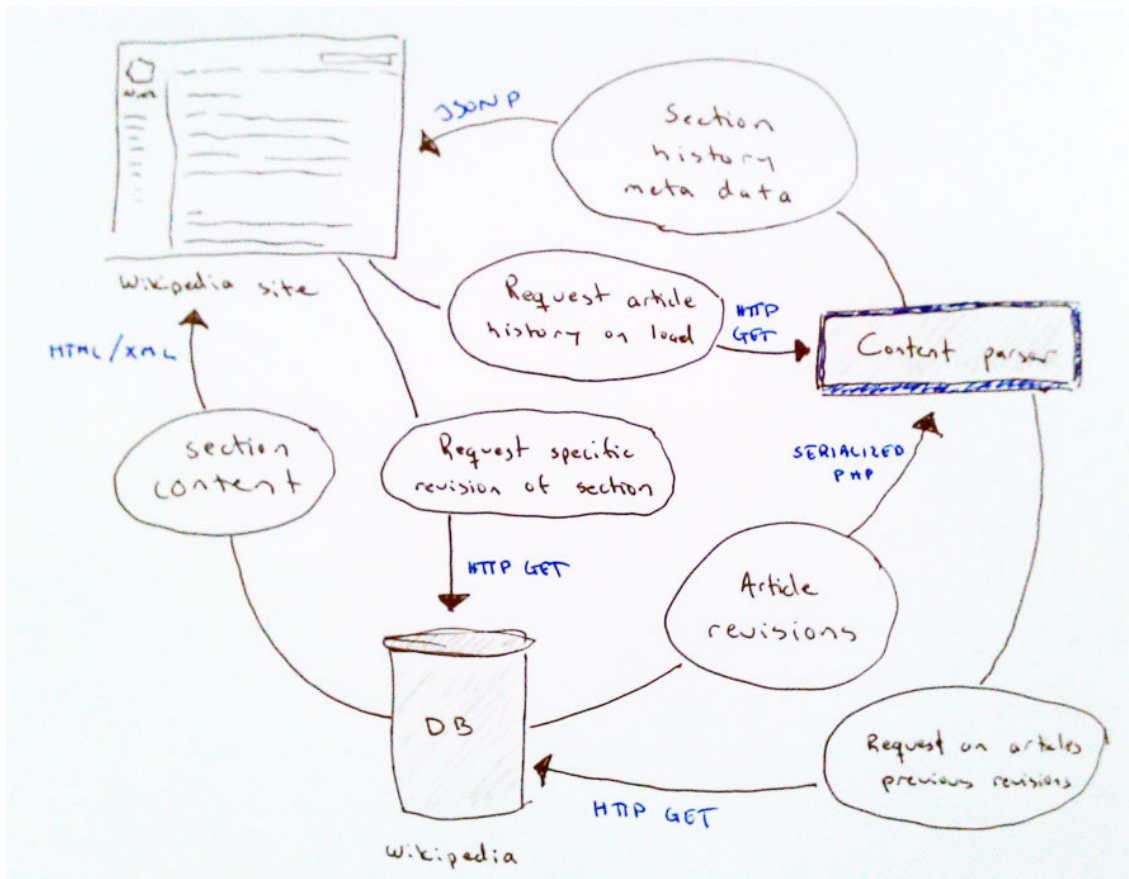 JSONP
Section
history
meta data
Wikipedia site
Request article
history on load
HTTP
GET
Content parser
HTML/XML
section
content
Request specific
revision of section
SERIALIZED
PHP
HTTP GET
Article
revisions
DB
Request on articles
previous revisions
HTTP GET
Wikipedia